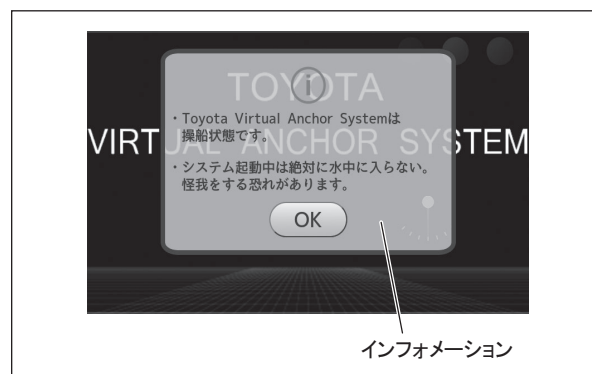 TOYOTA
VIRTUAL ANCHOR SYSTEM
i
・Toyota Virtual Anchor Systemは
操船状態です。
・システム起動中は絶対に水中に入らない。
怪我をする恐れがあります。
OK
インフォメーション